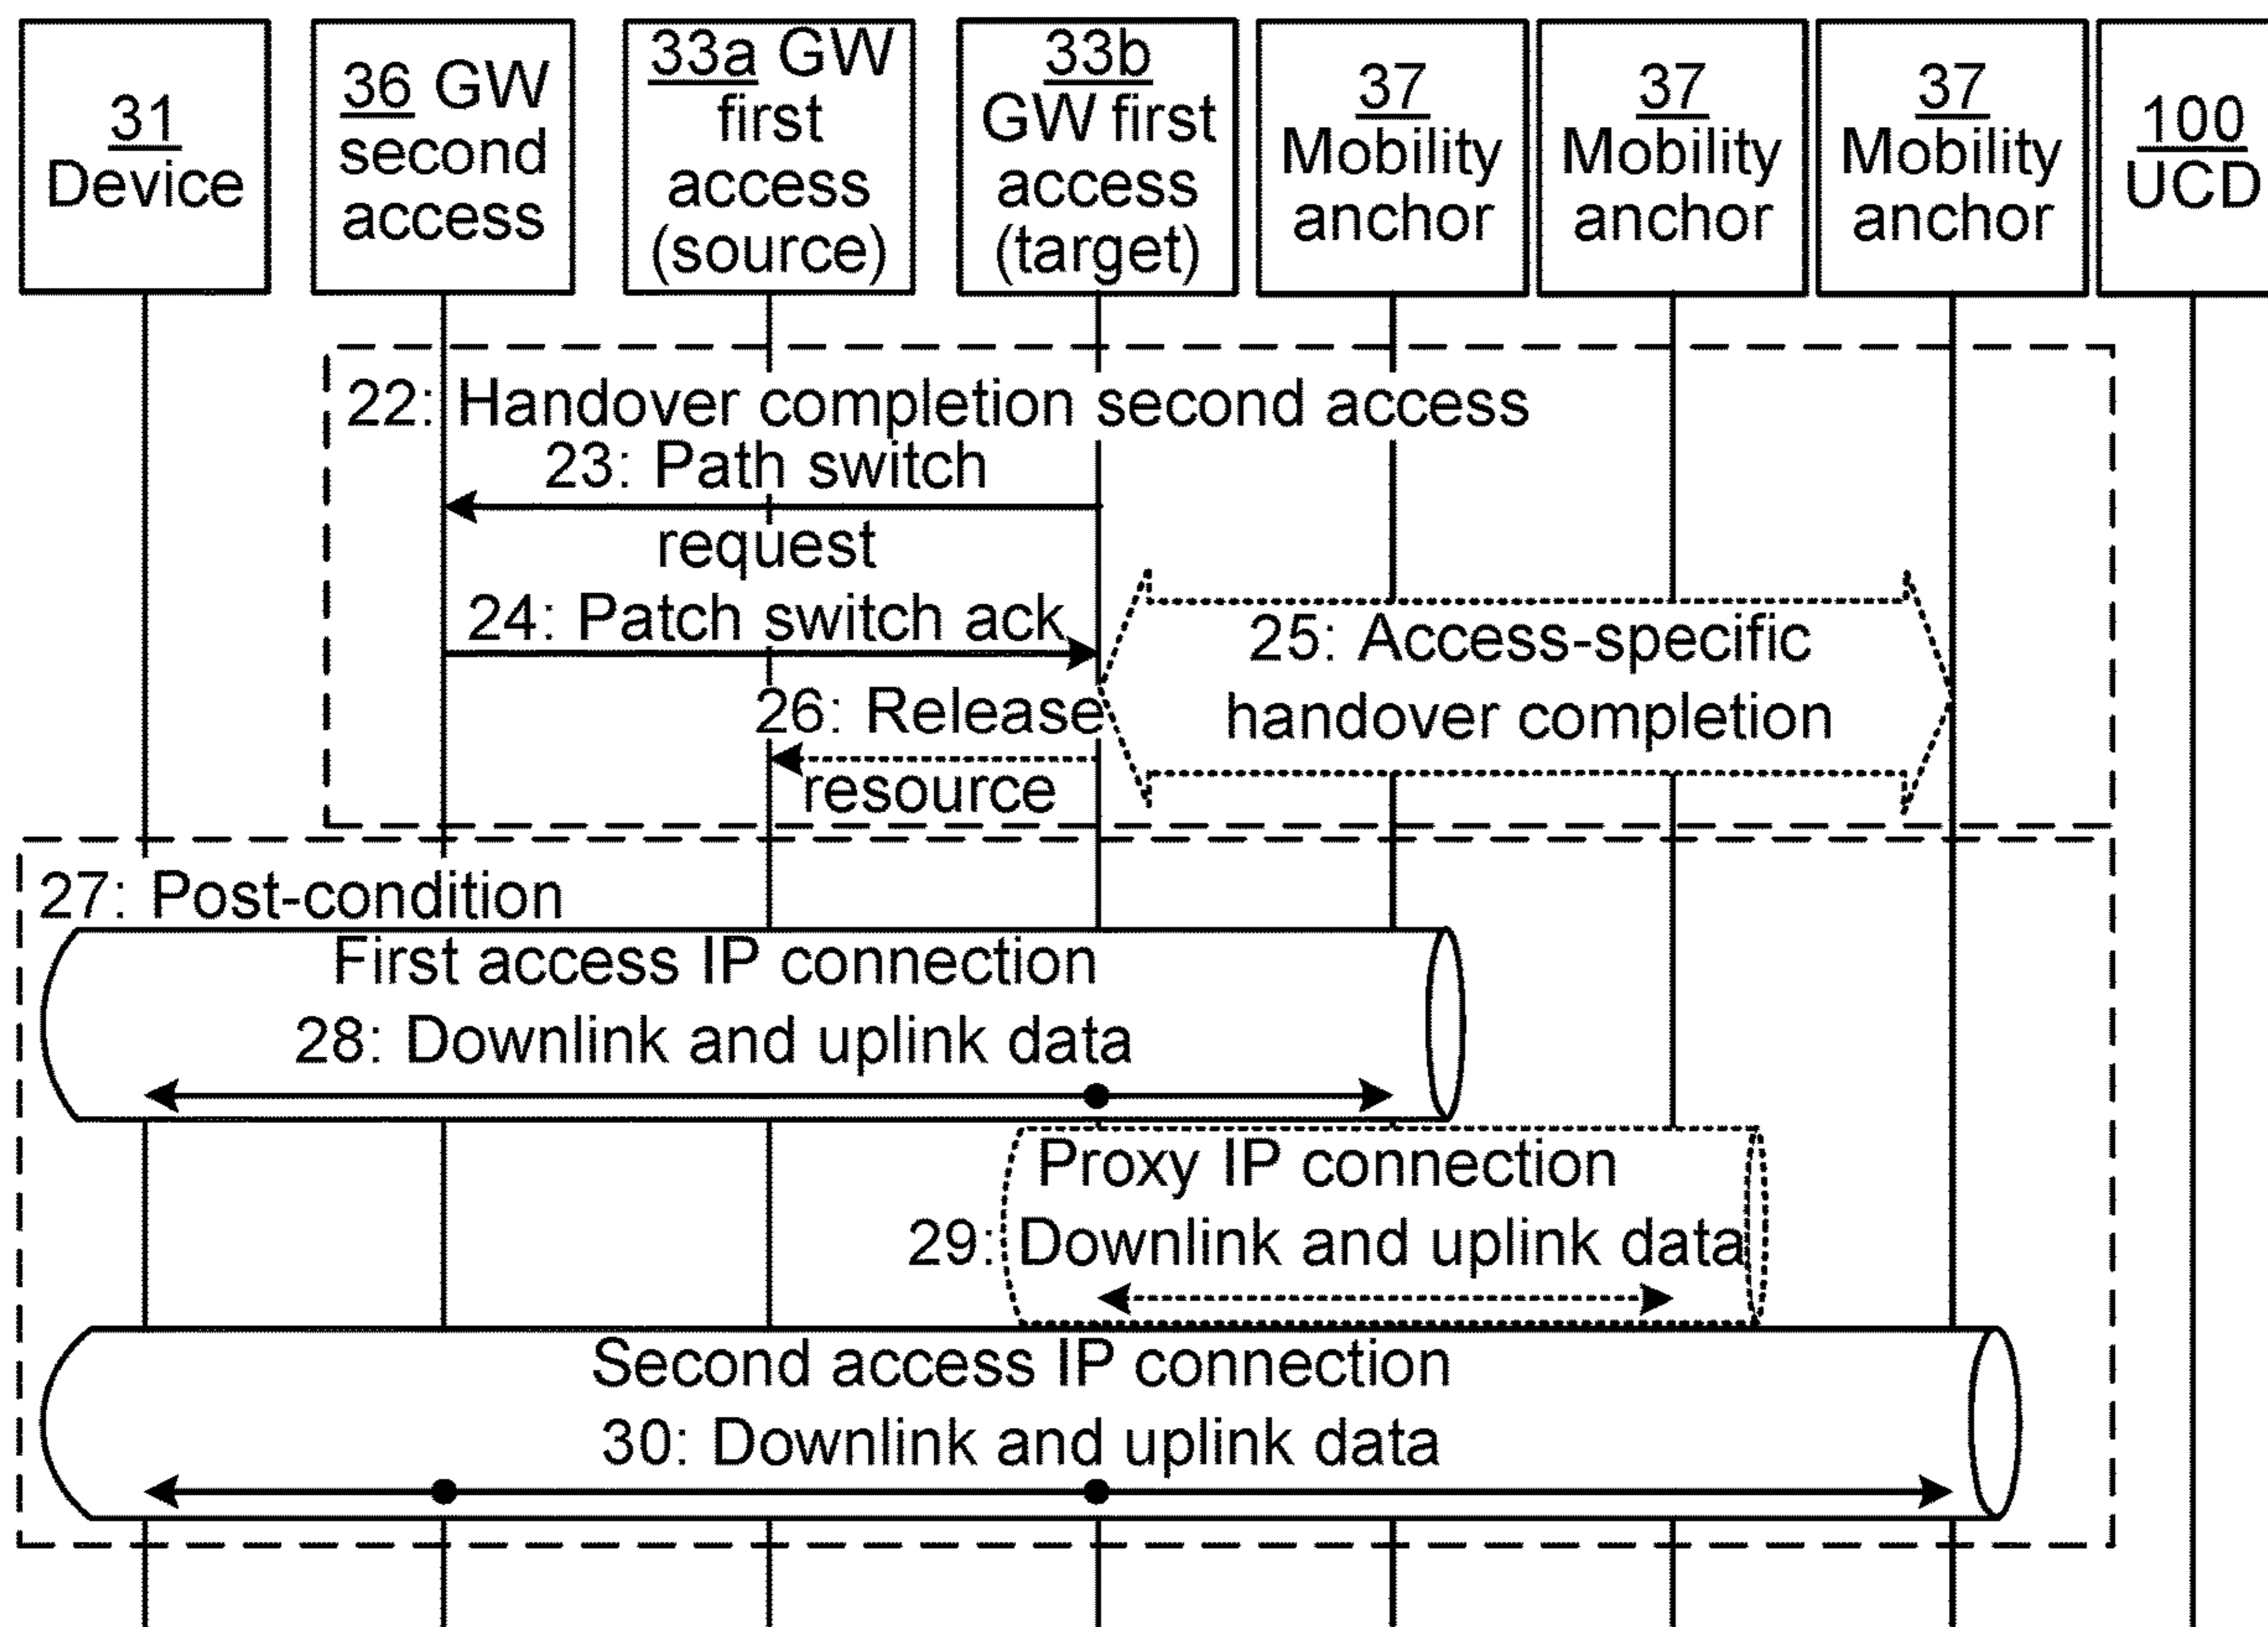 31
Device
36 GW
second
access
33a GW
first
access
(source)
33b
GW first
access
(target)
37
Mobility
anchor
37
Mobility
anchor
37
Mobility
anchor
100
UCD
22: Handover completion second access
23: Path switch
request
24: Patch switch ack
25: Access-specific
handover completion
26: Release
resource
27: Post-condition
First access IP connection
28: Downlink and uplink data
Proxy IP connection
29: Downlink and uplink data
Second access IP connection
30: Downlink and uplink data